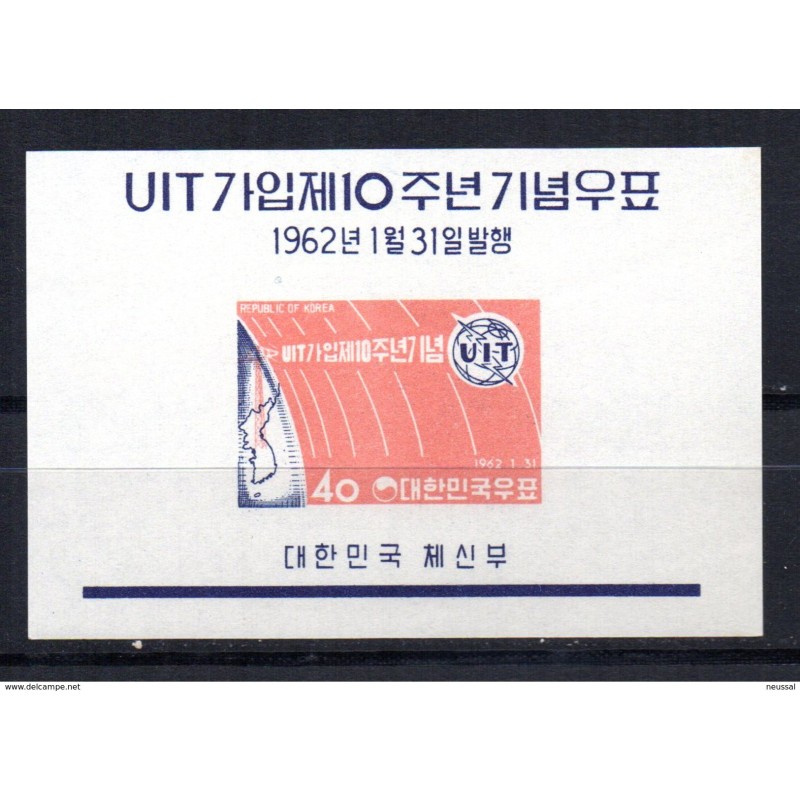 UIT 가입제10주년기념우표
1962년 1월 31일발행
REPUBLIC OF KOREA
UIT가입제10주년기념
UIT
1962.1.31
40 대한민국우표
대한민국 체신부
www.delcampe.net
neussal